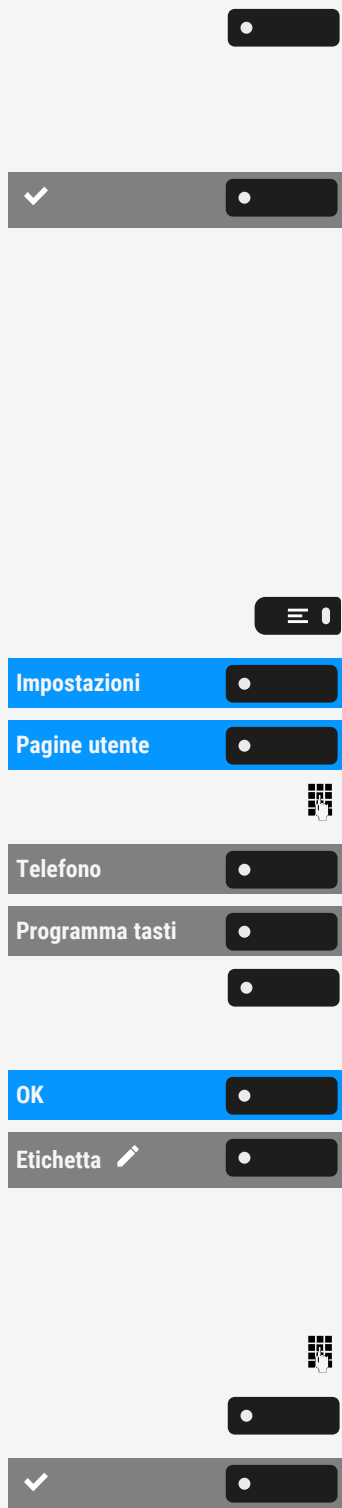 Impostazioni
Pagine utente
Telefono
Programma tasti
OK
Etichetta